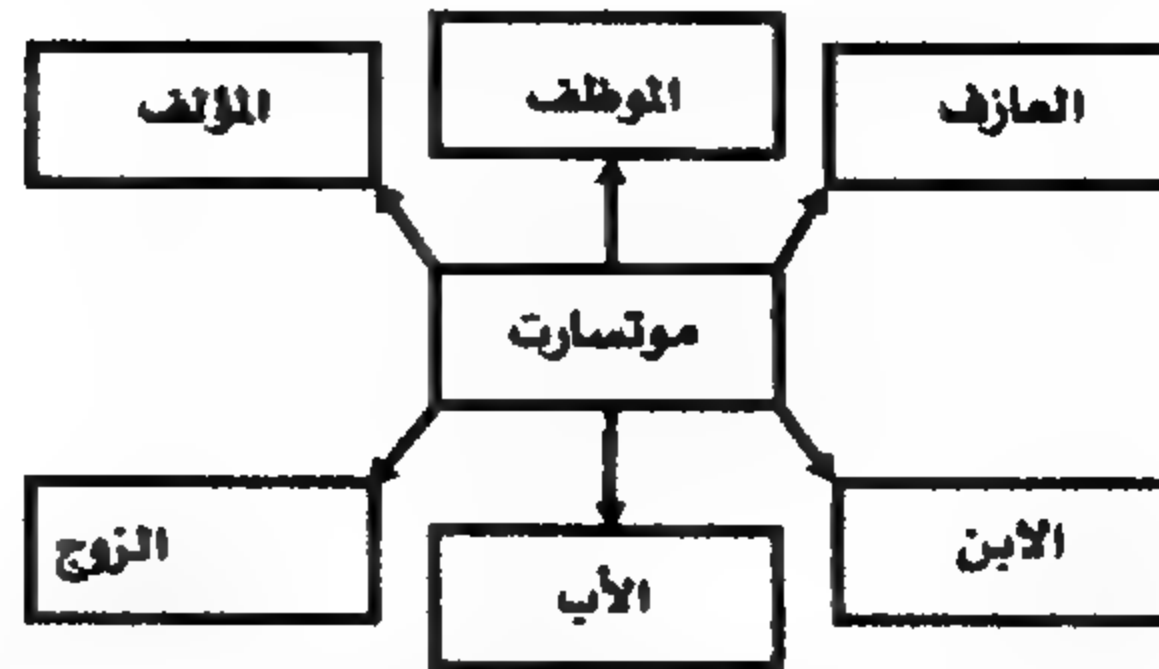 العازف
الموظف
المؤلف
موتسارت
الابن
الأب
الزوج